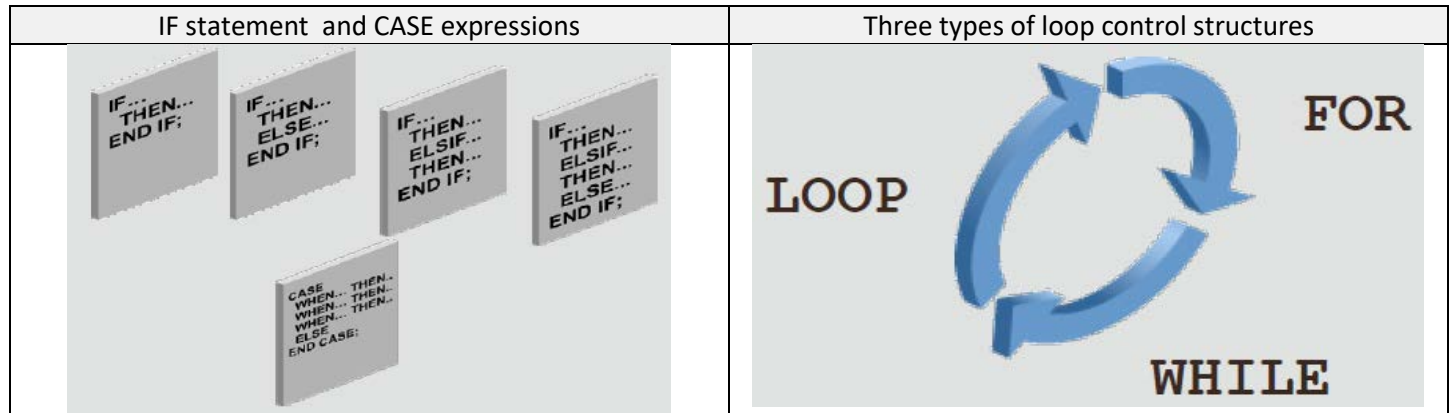 IF statement and CASE expressions
Three types of loop control structures
IF...
THEN...
END IF;
IF...
THEN...
ELSE...
END IF;
IF...
THEN...
ELSIF...
THEN...
END IF;
IF...
THEN...
ELSIF...
THEN...
ELSE...
END IF;
CASE
WHEN... THEN..
WHEN... THEN..
WHEN... THEN..
ELSE
END CASE;
FOR
LOOP
WHILE